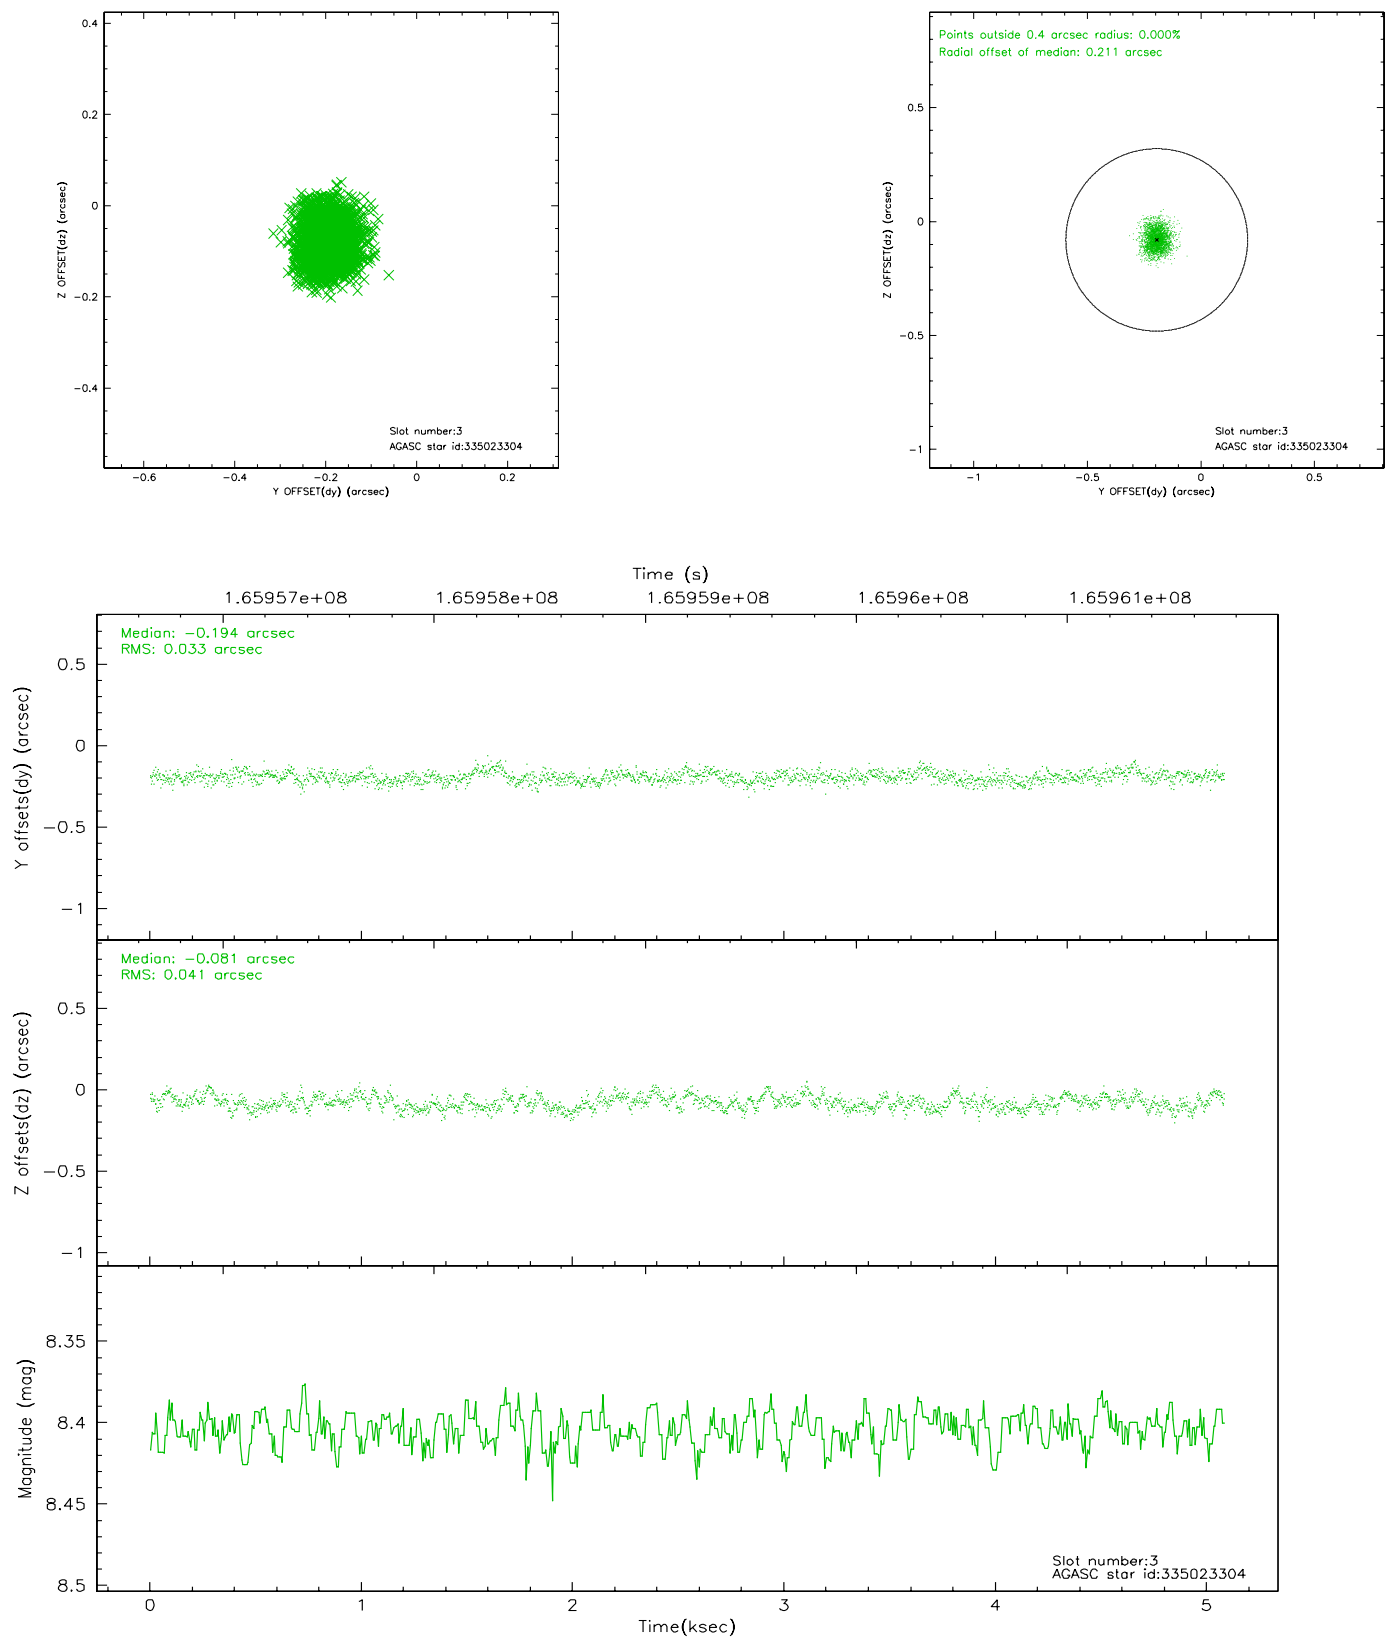 0.4
0.2
0
−0.2
−0.4
Z OFFSET(dz) (arcsec)
Slot number:3
AGASC star id:335023304
−0.6 −0.4 −0.2 0 0.2
Y OFFSET(dy) (arcsec)
Points outside 0.4 arcsec radius: 0.000%
Radial offset of median: 0.211 arcsec
0.5
0
−0.5
−1
Z OFFSET(dz) (arcsec)
Slot number:3
AGASC star id:335023304
−1 −0.5 0 0.5
Y OFFSET(dy) (arcsec)
Time (s)
1.65957e+08 1.65958e+08 1.65959e+08 1.6596e+08 1.65961e+08
Median: −0.194 arcsec
RMS: 0.033 arcsec
0.5
0
−0.5
−1
Y offsets(dy) (arcsec)
Median: −0.081 arcsec
RMS: 0.041 arcsec
0.5
0
−0.5
−1
Z offsets(dz) (arcsec)
8.35
8.4
8.45
8.5
Magnitude (mag)
Slot number:3
AGASC star id:335023304
0 1 2 3 4 5
Time(ksec)